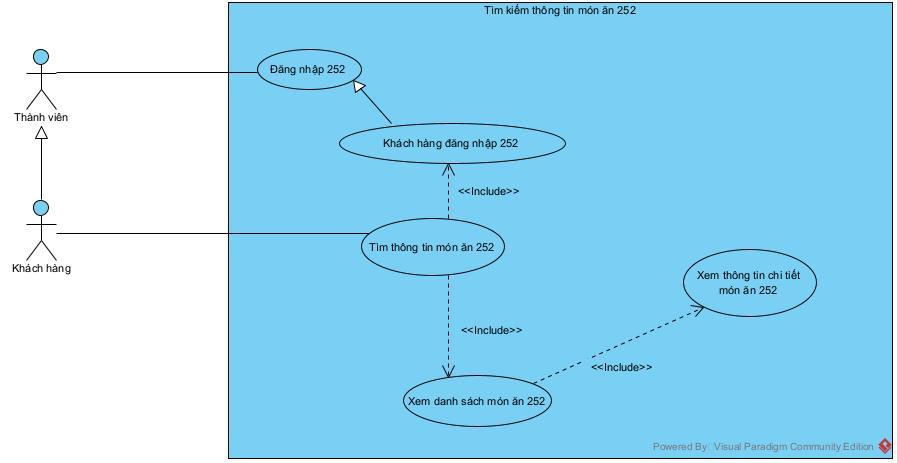 Tìm kiếm thông tin món ăn 252
Đăng nhập 252
Thành viên
Khách hàng đăng nhập 252
<<Include>>
Tìm thông tin món ăn 252
Khách hàng
Xem thông tin chi tiết
món ăn 252
<<Include>>
<<Include>>
Xem danh sách món ăn 252
Powered By Visual Paradigm Community Edition